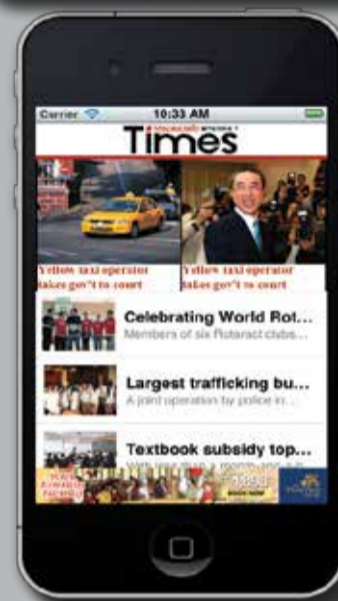 Carrier
10:33 AM
Times
Yellow taxi operator
takes gov't to court
Yellow taxi operator
takes gov't to court
Celebrating World Rot...
Members of six Rotaract clubs...
Largest trafficking bu...
A joint operation by police in...
Textbook subsidy top...
BOOK NOW